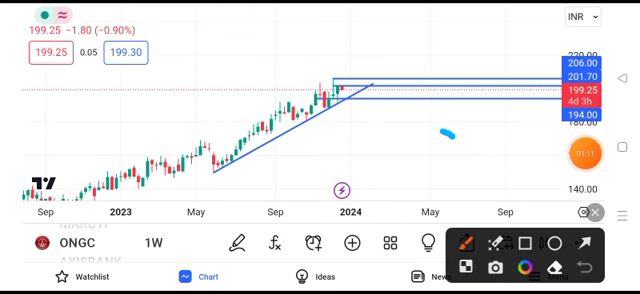 INR
199.25 −1.80 (−0.90%)
199.25 0.05 199.30
220.00
206.00
201.70
199.25
4d 3h
194.00
180.00
01:11
140.00
Sep 2023 May Sep 2024 May Sep
MARUTI
ONGC 1W
AXISBANK
Watchlist Chart Ideas News